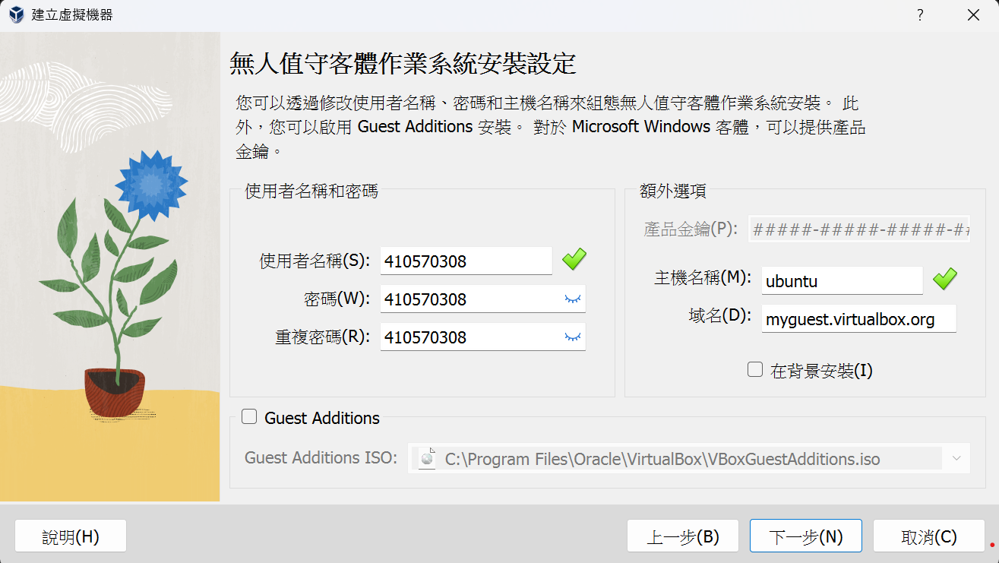 建立虛擬機器
?
無人值守客體作業系統安裝設定
您可以透過修改使用者名稱、密碼和主機名稱來組態無人值守客體作業系統安裝。 此
外，您可以啟用 Guest Additions 安裝。 對於 Microsoft Windows 客體，可以提供產品
金鑰。
使用者名稱和密碼
使用者名稱(S): 410570308
密碼(W): 410570308
重複密碼(R): 410570308
額外選項
產品金鑰(P): #####-#####-#####-##
主機名稱(M): ubuntu
域名(D): myguest.virtualbox.org
在背景安裝(I)
Guest Additions
Guest Additions ISO: C:\Program Files\Oracle\VirtualBox\VBoxGuestAdditions.iso
說明(H)
上一步(B)
下一步(N)
取消(C)